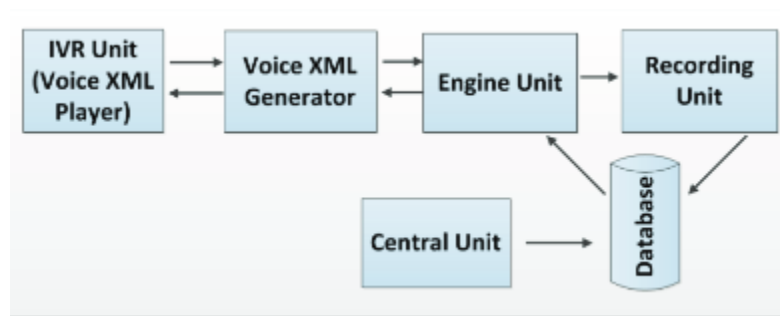 IVR Unit
(Voice XML
Player)
Voice XML
Generator
Engine Unit
Recording
Unit
Central Unit
Database